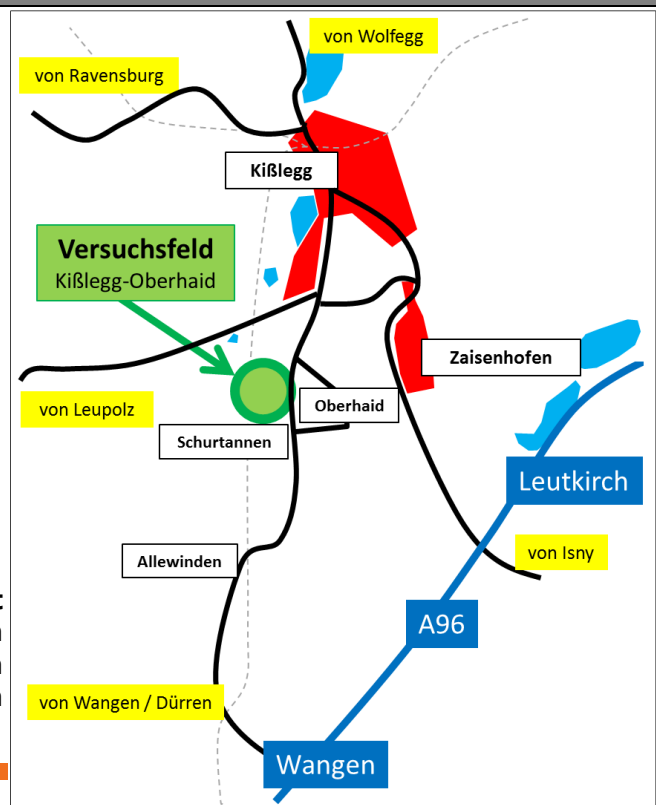 von Wolfegg
von Ravensburg
Kißlegg
Versuchsfeld
Kißlegg-Oberhaid
Zaisenhofen
von Leupolz
Oberhaid
Schurtannen
Leutkirch
von Isny
Allewinden
A96
von Wangen / Dürren
Wangen